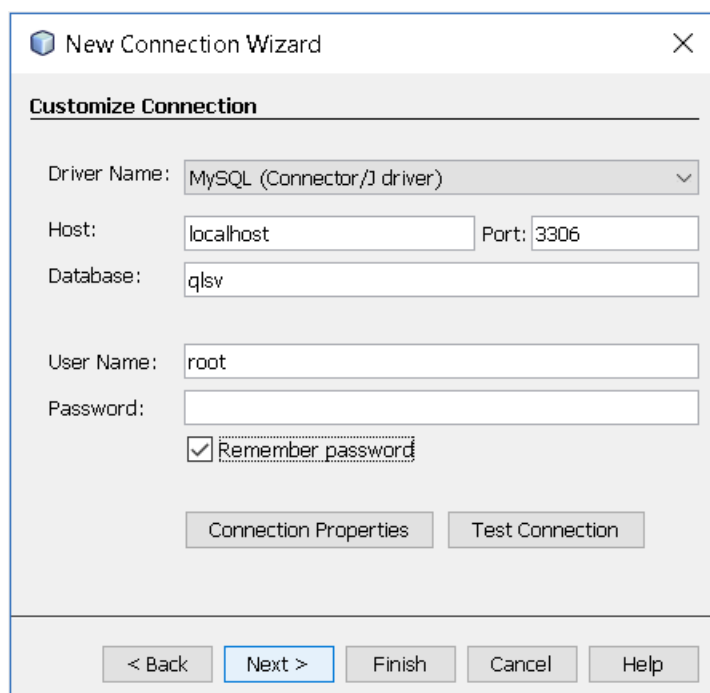 New Connection Wizard
Customize Connection
Driver Name: MySQL (Connector/J driver)
Host: localhost Port: 3306
Database: qlsv
User Name: root
Password:
Remember password
Connection Properties Test Connection
< Back Next > Finish Cancel Help